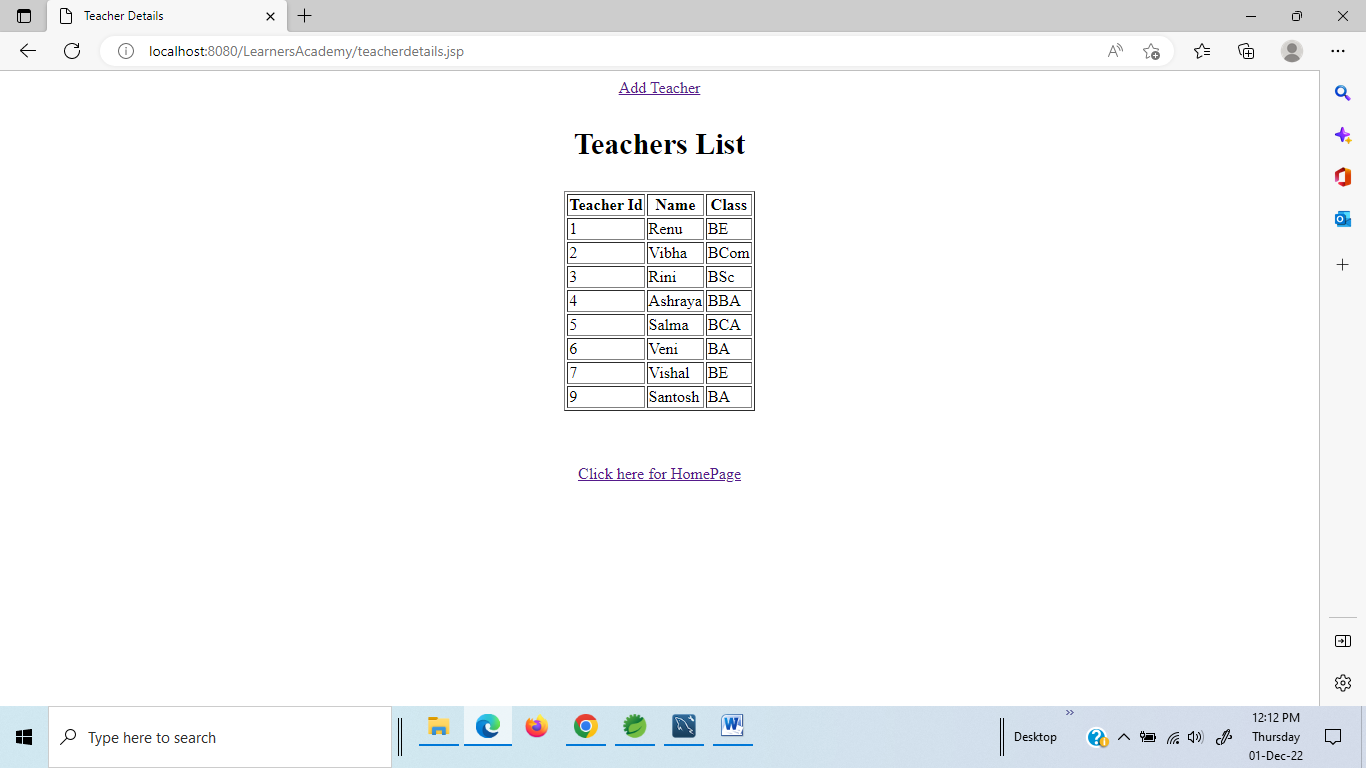 Teacher Details
localhost:8080/LearnersAcademy/teacherdetails.jsp
Add Teacher
Teachers List
Teacher Id Name Class
1 Renu BE
2 Vibha BCom
3 Rini BSc
4 Ashraya BBA
5 Salma BCA
6 Veni BA
7 Vishal BE
9 Santosh BA
Click here for HomePage
Type here to search
Desktop
12:12 PM
Thursday
01-Dec-22